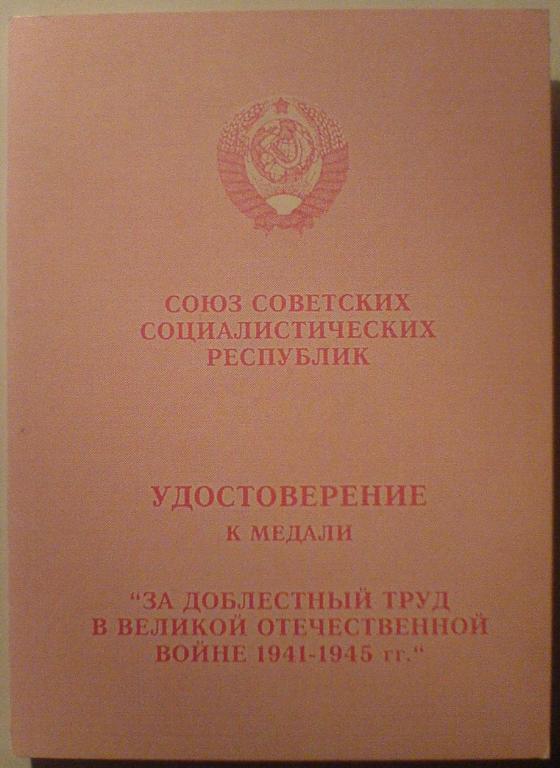 СОЮЗ СОВЕТСКИХ
СОЦИАЛИСТИЧЕСКИХ
РЕСПУБЛИК
УДОСТОВЕРЕНИЕ
К МЕДАЛИ
“ЗА ДОБЛЕСТНЫЙ ТРУД
В ВЕЛИКОЙ ОТЕЧЕСТВЕННОЙ
ВОЙНЕ 1941-1945 гг.“